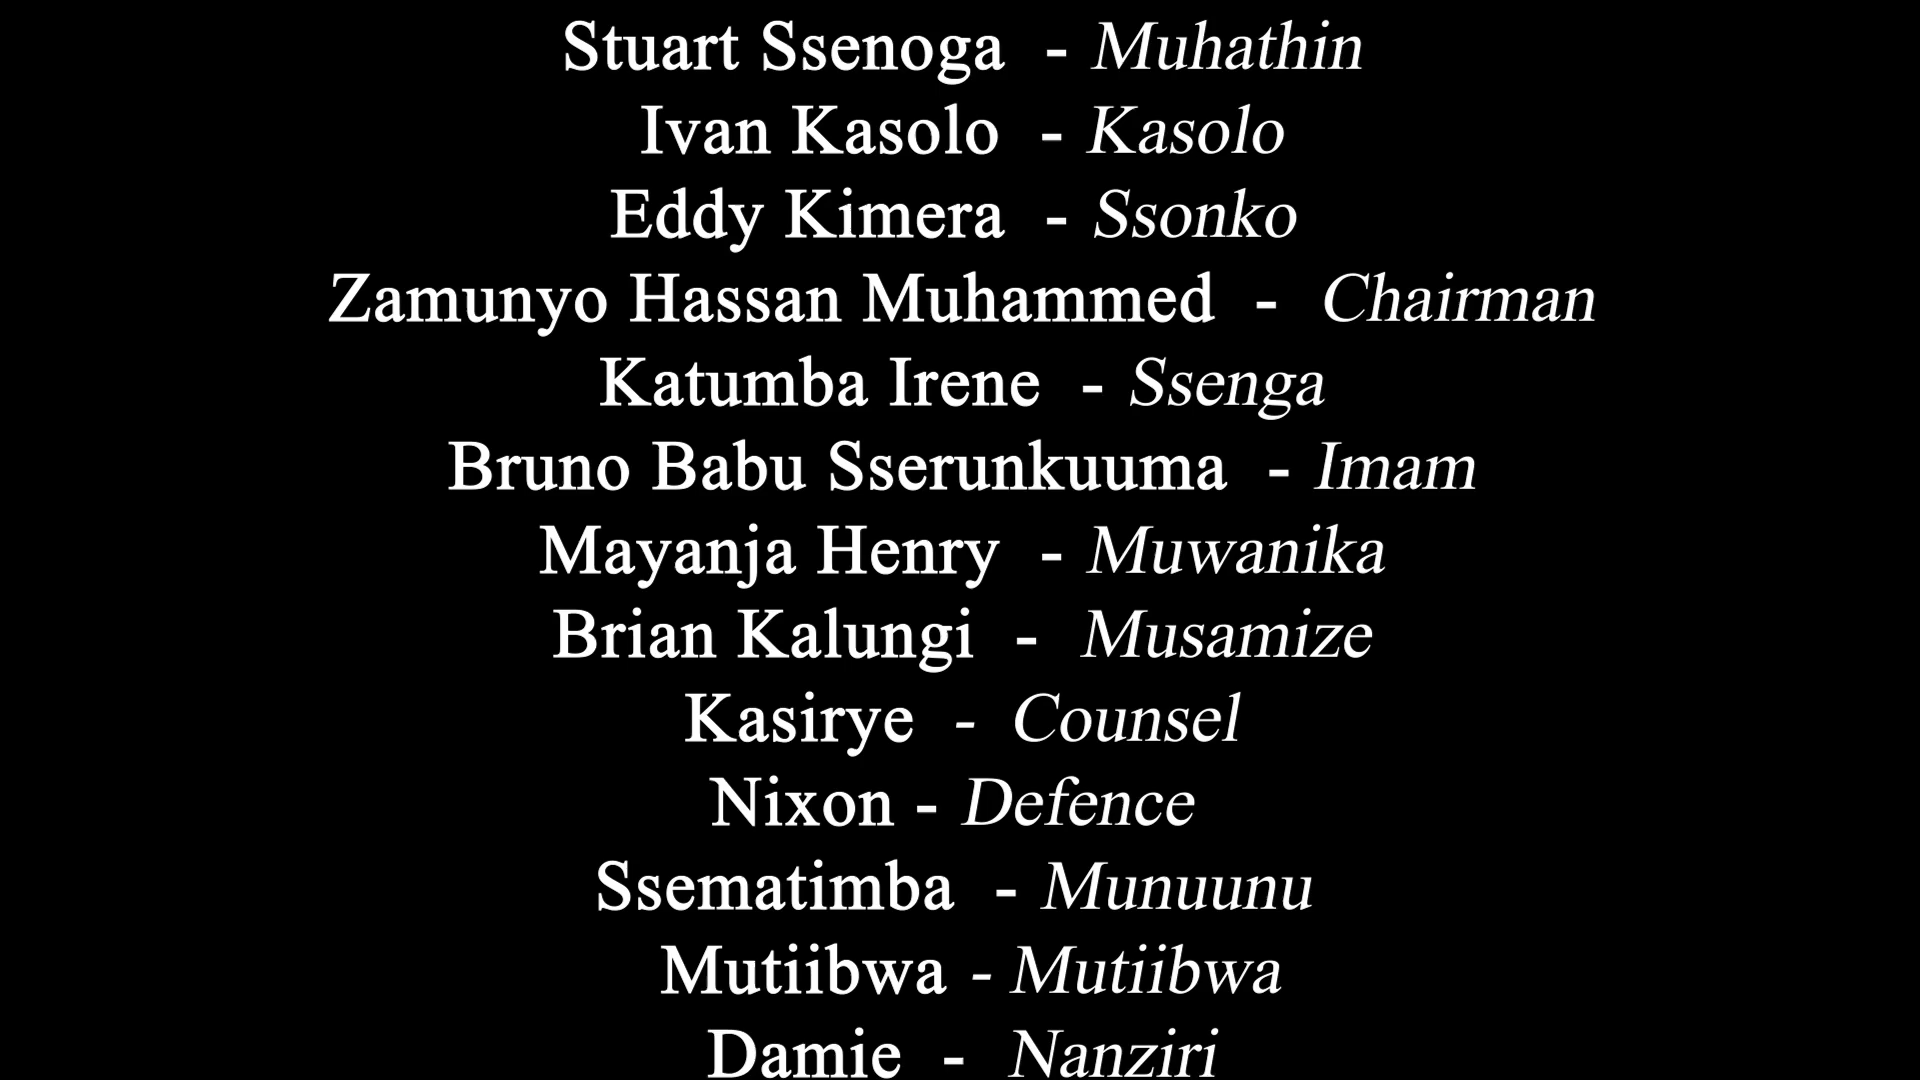 Stuart Ssenoga - Muhathin
Ivan Kasolo - Kasolo
Eddy Kimera - Ssonko
Zamunyo Hassan Muhammed - Chairman
Katumba Irene - Ssenga
Bruno Babu Sserunkuuma - Imam
Mayanja Henry - Muwanika
Brian Kalungi - Musamize
Kasirye - Counsel
Nixon - Defence
Ssematimba - Munuunu
Mutiibwa - Mutiibwa
Damie - Nanziri